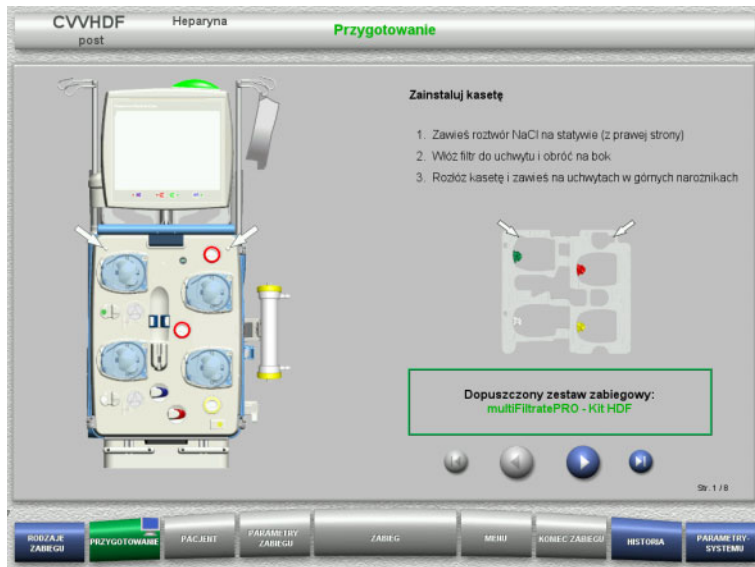 CVVHDF Heparyna
post
Przygotowanie
Zainstaluj kasetę
1. Zawieś roztwór NaCl na statywie (z prawej strony)
2. Włóż filtr do uchwytu i obróć na bok
3. Rozłóż kasetę i zawieś na uchwytach w górnych narożnikach
Dopuszczony zestaw zabiegowy:
multiFiltratePRO - Kit HDF
Str. 1 / 8
RODZAJE
ZABIEGU
PRZYGOTOWANIE
PACJENT
PARAMETRY
ZABIEGU
ZABIEG
MENU
KONIEC ZABIEGU
HISTORIA
PARAMETRY-
SYSTEMU